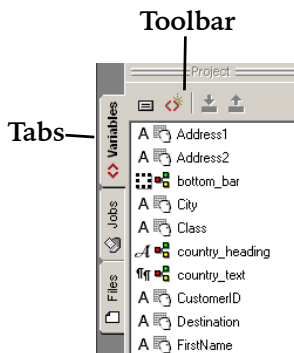 Toolbar
Project
Tabs
Variables
Jobs
Files
A Address1
A Address2
bottom_bar
A City
A Class
A country_heading
¶¶ country_text
A CustomerID
A Destination
A FirstName